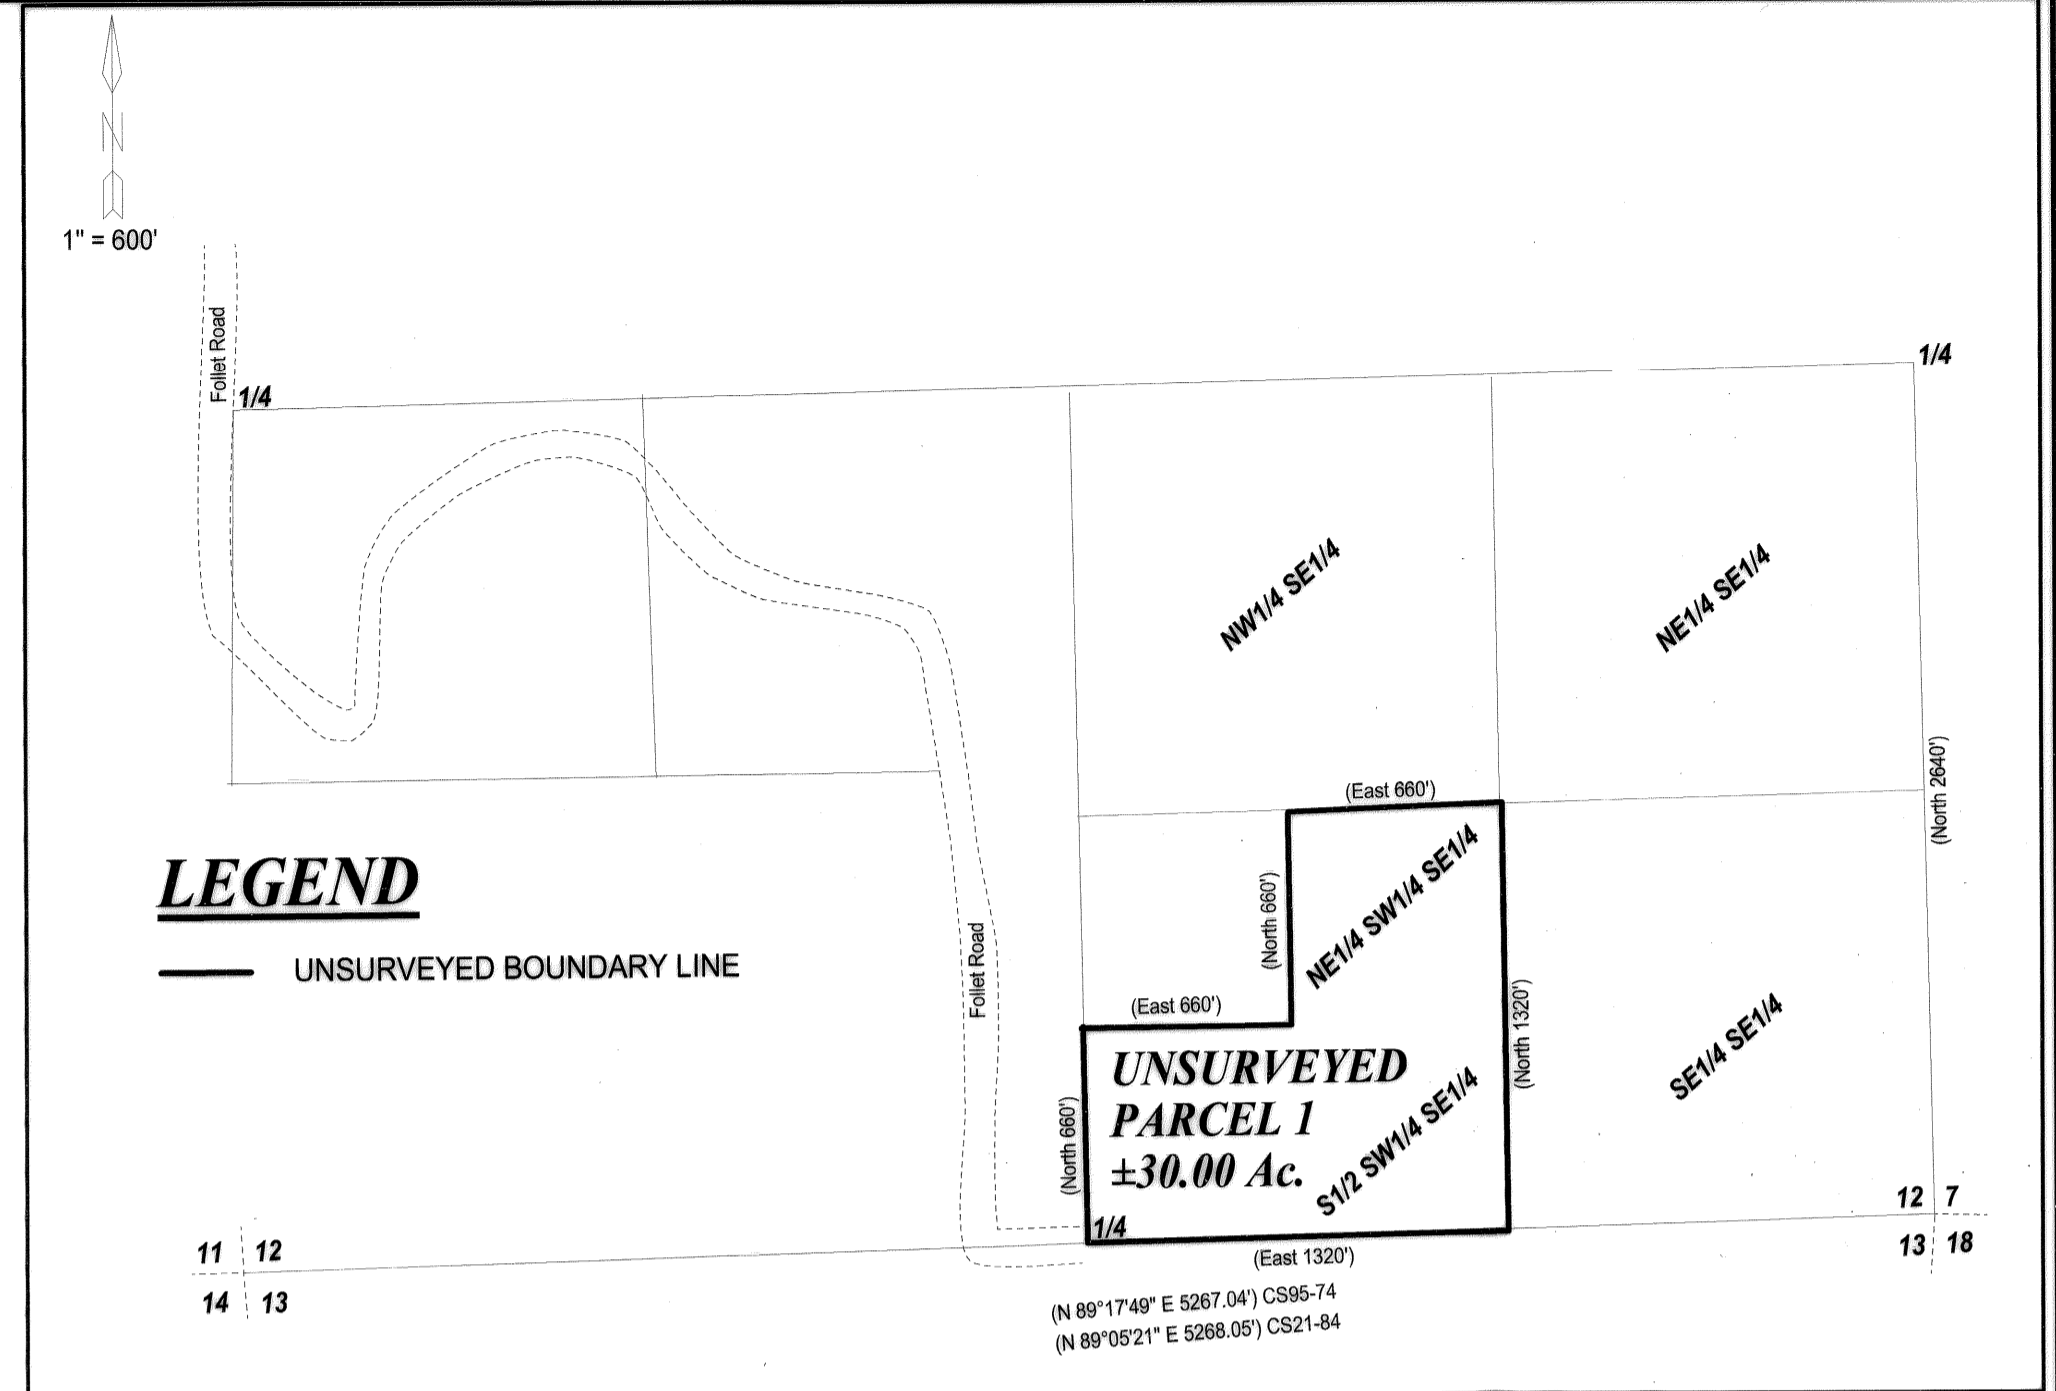 N
1" = 600'
Follet Road
1/4
1/4
NW1/4 SE1/4
NE1/4 SE1/4
(North 2640')
(East 660')
NE1/4 SW1/4 SE1/4
(North 660')
LEGEND
UNSURVEYED BOUNDARY LINE
Follet Road
(East 660')
(North 1320')
SE1/4 SE1/4
UNSURVEYED
PARCEL 1
±30.00 Ac.
S1/2 SW1/4 SE1/4
(North 660')
1/4
12 7
13 18
11 12
14 13
(East 1320')
(N 89°17'49" E 5267.04') CS95-74
(N 89°05'21" E 5268.05') CS21-84